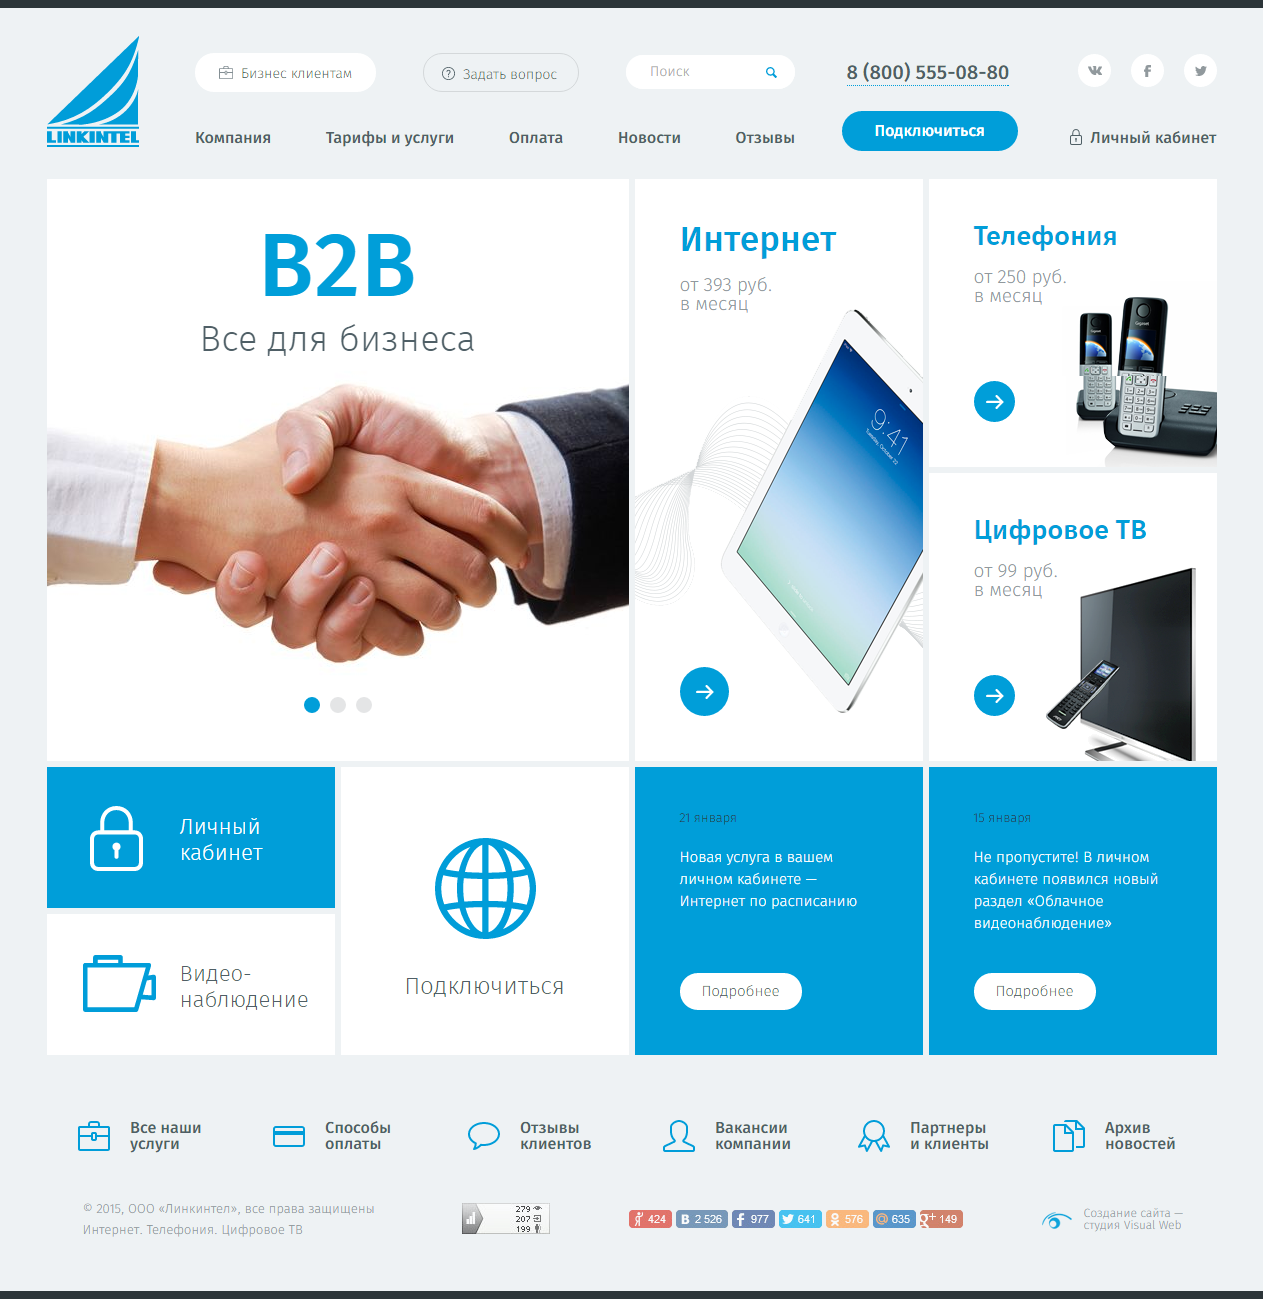 LINKINTEL
Бизнес клиентам
Задать вопрос
Поиск
8 (800) 555-08-80
Компания
Тарифы и услуги
Оплата
Новости
Отзывы
Подключиться
Личный кабинет
B2B
Все для бизнеса
Интернет
от 393 руб.
в месяц
9:41
Телефония
от 250 руб.
в месяц
Gigaset
Gigaset
Цифровое ТВ
от 99 руб.
в месяц
Личный
кабинет
Видео-
наблюдение
Подключиться
21 января
Новая услуга в вашем
личном кабинете —
Интернет по расписанию
Подробнее
15 января
Не пропустите! В личном
кабинете появился новый
раздел «Облачное
видеонаблюдение»
Подробнее
Все наши
услуги
Способы
оплаты
Отзывы
клиентов
Вакансии
компании
Партнеры
и клиенты
Архив
новостей
© 2015, ООО «Линкинтел», все права защищены
Интернет. Телефония. Цифровое ТВ
279
207
199
424
2 526
977
641
576
635
149
Создание сайта —
студия Visual Web